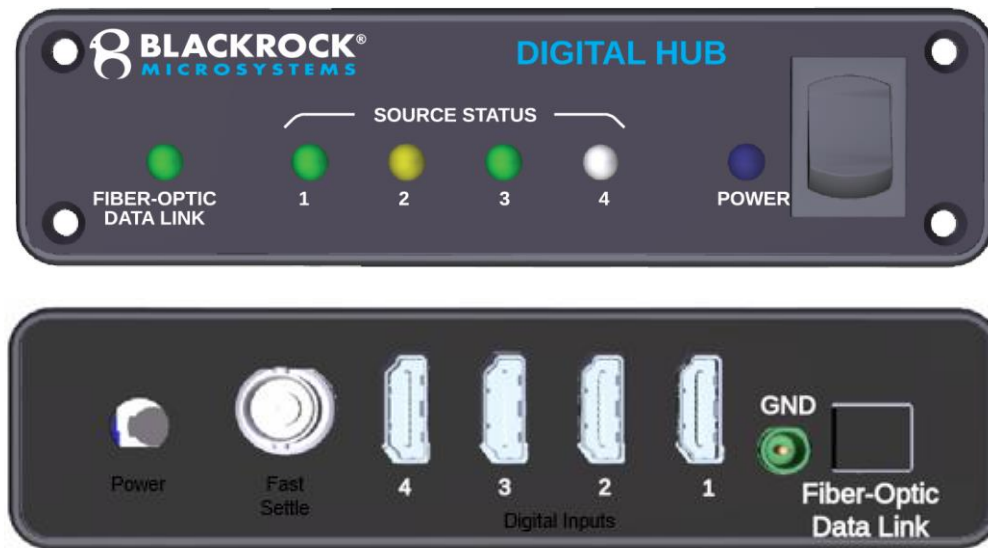 BLACKROCK®
MICROSYSTEMS
DIGITAL HUB
SOURCE STATUS
FIBER-OPTIC
DATA LINK
1
2
3
4
POWER
Power
Fast
Settle
4
3
2
1
Digital Inputs
GND
Fiber-Optic
Data Link